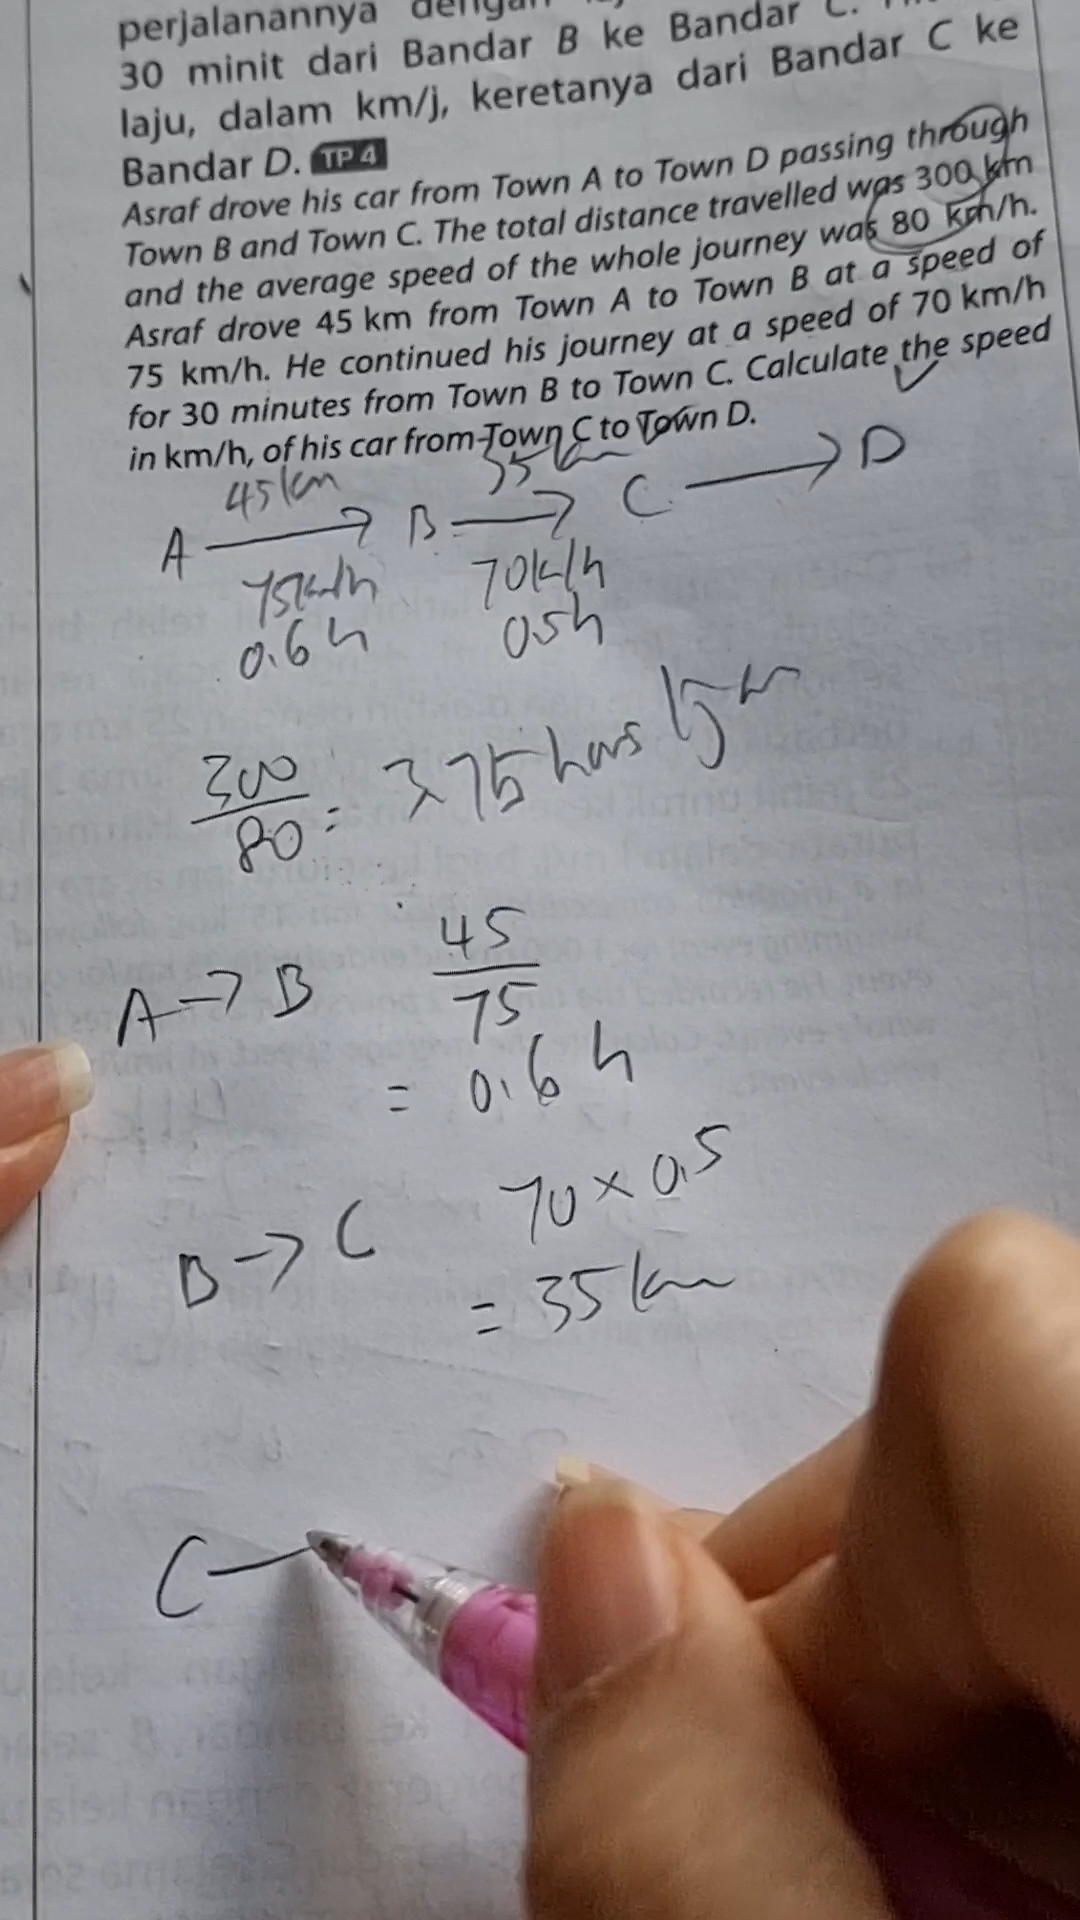 perjalanannya
30 minit dari Bandar B ke Bandar C.
laju, dalam km/j, keretanya dari Bandar C ke
Bandar D. TP 4
Asraf drove his car from Town A to Town D passing through
Town B and Town C. The total distance travelled was 300 km
and the average speed of the whole journey was 80 km/h.
Asraf drove 45 km from Town A to Town B at a speed of
75 km/h. He continued his journey at a speed of 70 km/h
for 30 minutes from Town B to Town C. Calculate the speed
in km/h, of his car from Town C to Town D.
45km 35 km
A → B → C → D
75km/h 70k/h
0.6 h 0.5h
300/80 = 3.75 hours
A → B 45/75
= 0.6 h
B → C 70 × 0.5
= 35 km
C